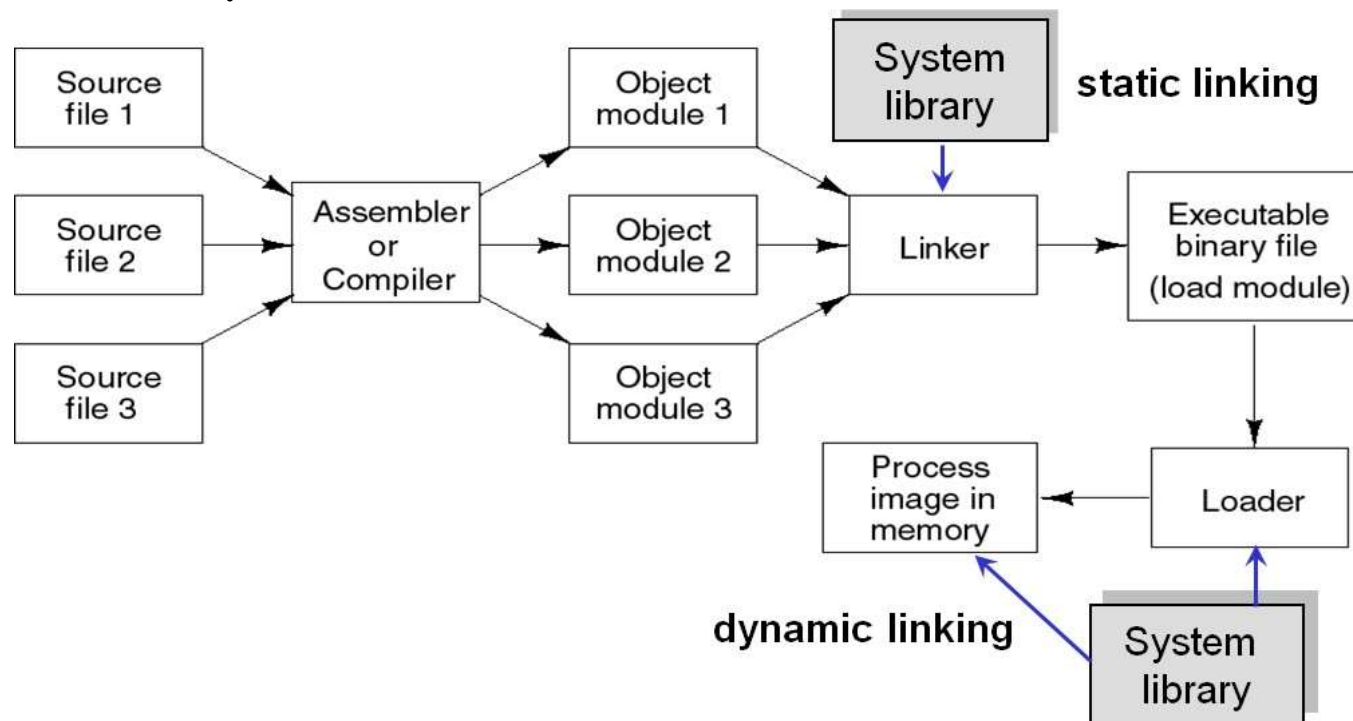 Source
file 1
Source
file 2
Source
file 3
Assembler
or
Compiler
Object
module 1
Object
module 2
Object
module 3
System
library
static linking
Linker
Executable
binary file
(load module)
Loader
Process
image in
memory
dynamic linking
System
library